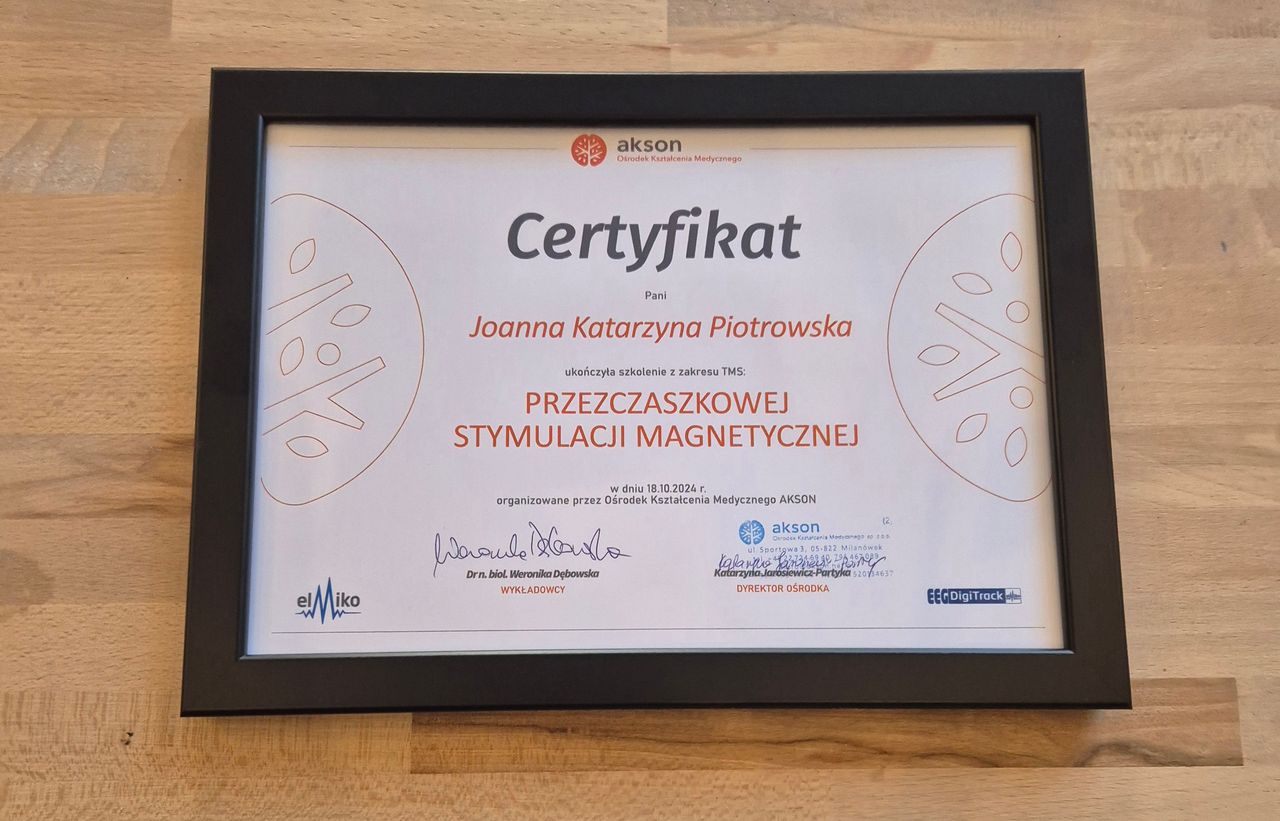 akson
Ośrodek Kształcenia Medycznego
Certyfikat
Pani
Joanna Katarzyna Piotrowska
ukończyła szkolenie z zakresu TMS:
PRZEZCZASZKOWEJ
STYMULACJI MAGNETYCZNEJ
w dniu 18.10.2024 r.
organizowane przez Ośrodek Kształcenia Medycznego AKSON
akson
Ośrodek Kształcenia Medycznego sp. z o.o.
ul. Sportowa 3, 05-822 Milanówek
Dr n. biol. Weronika Dębowska
WYKŁADOWCY
Katarzyna Jarosiewicz-Partyka
DYREKTOR OŚRODKA
elMiko
EEG DigiTrack